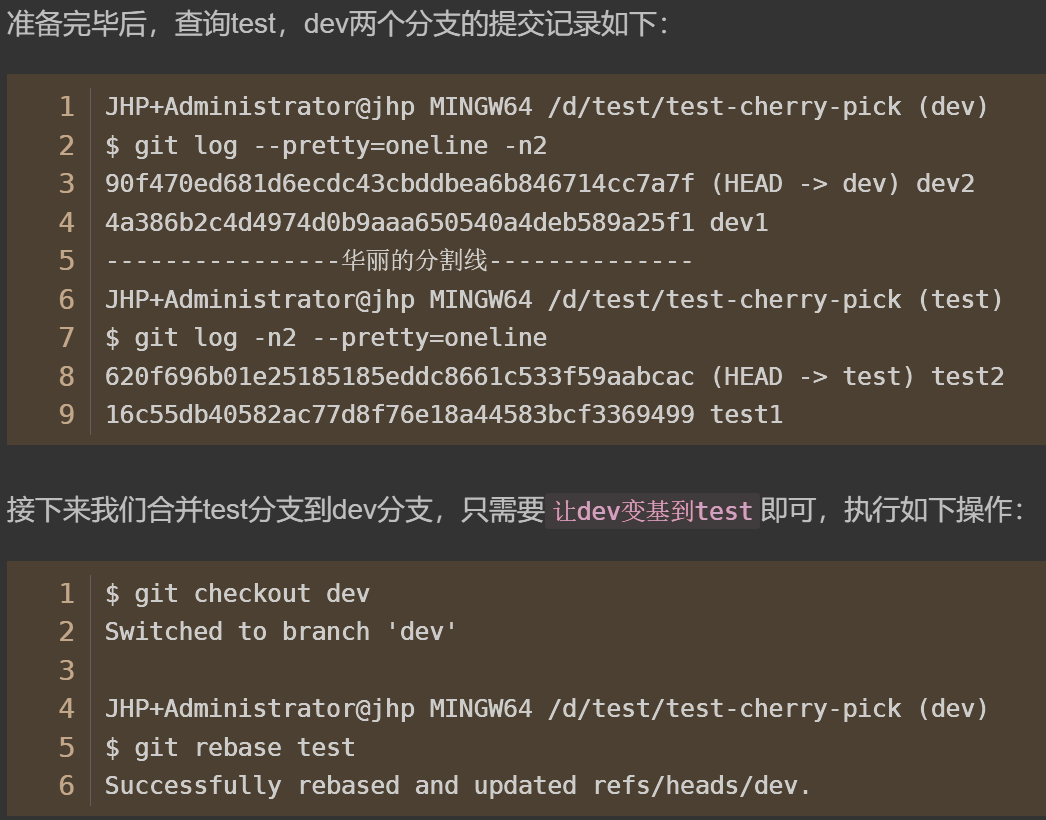 准备完毕后，查询test，dev两个分支的提交记录如下：
1 JHP+Administrator@jhp MINGW64 /d/test/test-cherry-pick (dev)
2 $ git log --pretty=oneline -n2
3 90f470ed681d6ecdc43cbddbea6b846714cc7a7f (HEAD -> dev) dev2
4 4a386b2c4d4974d0b9aaa650540a4deb589a25f1 dev1
5 ----------------华丽的分割线--------------
6 JHP+Administrator@jhp MINGW64 /d/test/test-cherry-pick (test)
7 $ git log -n2 --pretty=oneline
8 620f696b01e25185185eddc8661c533f59aabcac (HEAD -> test) test2
9 16c55db40582ac77d8f76e18a44583bcf3369499 test1
接下来我们合并test分支到dev分支，只需要 让dev变基到test 即可，执行如下操作：
1 $ git checkout dev
2 Switched to branch 'dev'
3
4 JHP+Administrator@jhp MINGW64 /d/test/test-cherry-pick (dev)
5 $ git rebase test
6 Successfully rebased and updated refs/heads/dev.